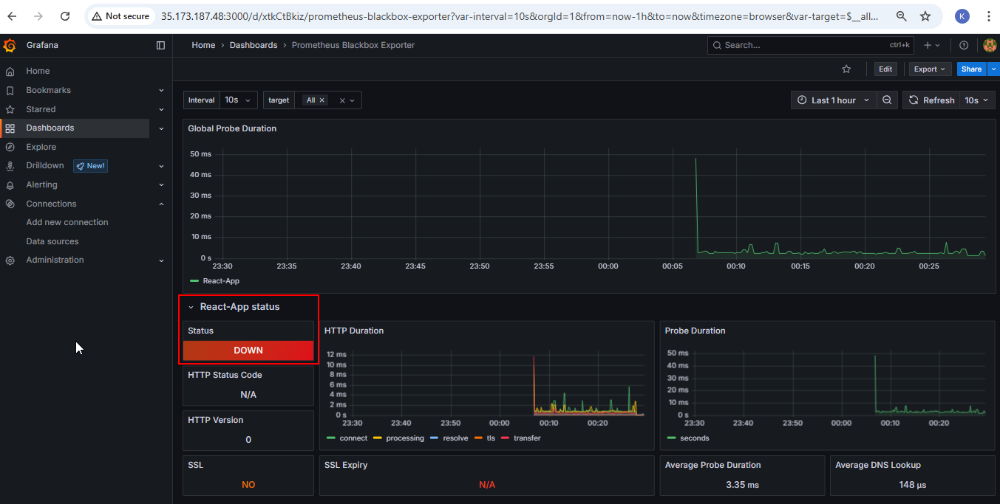 Not secure 35.173.187.48:3000/d/xtkCtBkiz/prometheus-blackbox-exporter?var-interval=10s&orgId=1&from=now-1h&to=now&timezone=browser&var-target=$__all... K
Grafana
Home › Dashboards › Prometheus Blackbox Exporter
Search... ctrl+k
Edit Export Share
Home
Bookmarks
Starred
Dashboards
Explore
Drilldown New!
Alerting
Connections
Add new connection
Data sources
Administration
Interval 10s target All
Last 1 hour Refresh 10s
Global Probe Duration
50 ms
40 ms
30 ms
20 ms
10 ms
0 s
23:30 23:35 23:40 23:45 23:50 23:55 00:00 00:05 00:10 00:15 00:20 00:25
React-App
React-App status
Status
DOWN
HTTP Status Code
N/A
HTTP Version
0
SSL
NO
HTTP Duration
12 ms
10 ms
8 ms
6 ms
4 ms
2 ms
0 s
23:30 23:40 23:50 00:00 00:10 00:20
connect processing resolve tls transfer
SSL Expiry
N/A
Probe Duration
50 ms
40 ms
30 ms
20 ms
10 ms
0 s
23:30 23:40 23:50 00:00 00:10 00:20
seconds
Average Probe Duration
3.35 ms
Average DNS Lookup
148 µs